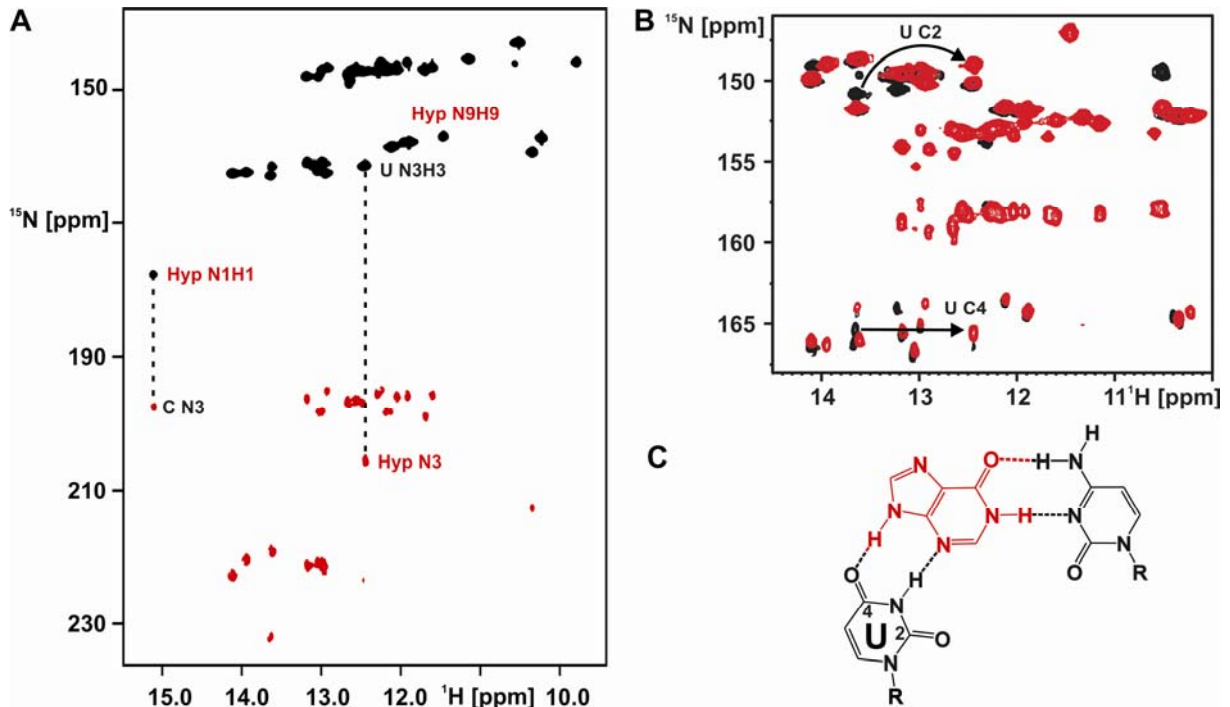 A
¹⁵N [ppm]
150
190
210
230
Hyp N9H9
U N3H3
Hyp N1H1
C N3
Hyp N3
15.0 14.0 13.0 12.0 ¹H [ppm] 10.0
B
¹⁵N [ppm]
150
155
160
165
U C2
U C4
14 13 12 11 ¹H [ppm]
C
O H H N
N N H N
N H N
H O N R
O N H
4
U 2 O
N
R